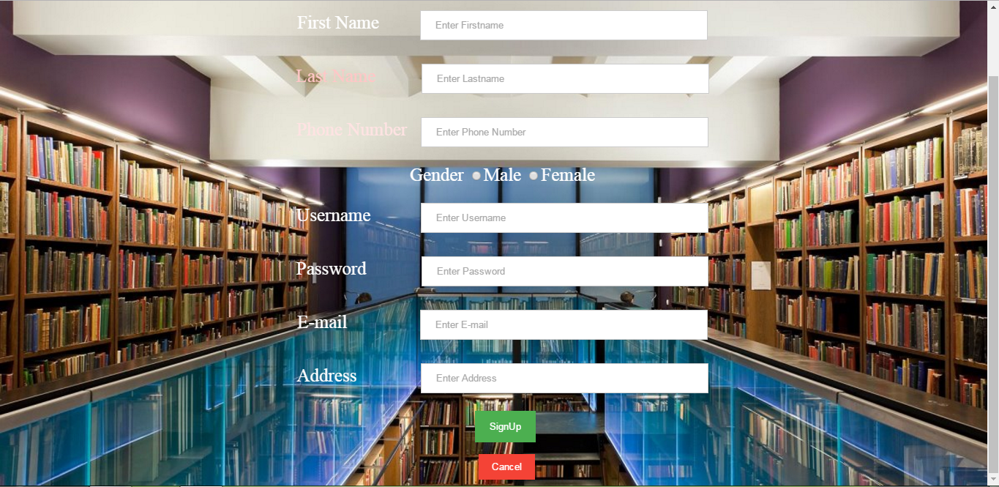 First Name Enter Firstname
Last Name Enter Lastname
Phone Number Enter Phone Number
Gender Male Female
Username Enter Username
Password Enter Password
E-mail Enter E-mail
Address Enter Address
SignUp
Cancel